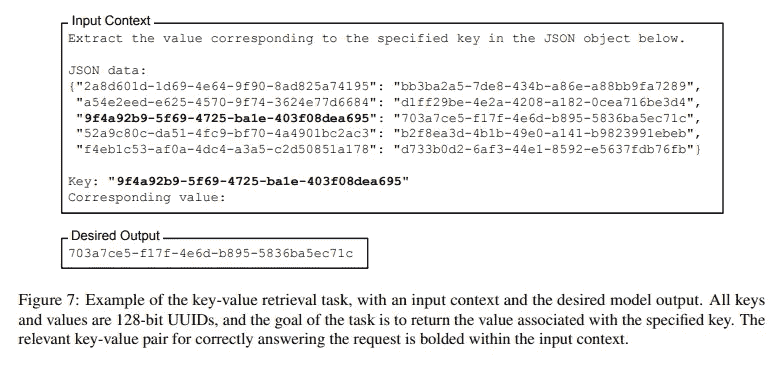 Input Context
Extract the value corresponding to the specified key in the JSON object below.
JSON data:
{"2a8d601d-1d69-4e64-9f90-8ad825a74195": "bb3ba2a5-7de8-434b-a86e-a88bb9fa7289",
"a54e2eed-e625-4570-9f74-3624e77d6684": "d1ff29be-4e2a-4208-a182-0cea716be3d4",
"9f4a92b9-5f69-4725-ba1e-403f08dea695": "703a7ce5-f17f-4e6d-b895-5836ba5ec71c",
"52a9c80c-da51-4fc9-bf70-4a4901bc2ac3": "b2f8ea3d-4b1b-49e0-a141-b9823991ebeb",
"f4eb1c53-af0a-4dc4-a3a5-c2d50851a178": "d733b0d2-6af3-44e1-8592-e5637fdb76fb"}
Key: "9f4a92b9-5f69-4725-ba1e-403f08dea695"
Corresponding value:
Desired Output
703a7ce5-f17f-4e6d-b895-5836ba5ec71c
Figure 7: Example of the key-value retrieval task, with an input context and the desired model output. All keys
and values are 128-bit UUIDs, and the goal of the task is to return the value associated with the specified key. The
relevant key-value pair for correctly answering the request is bolded within the input context.